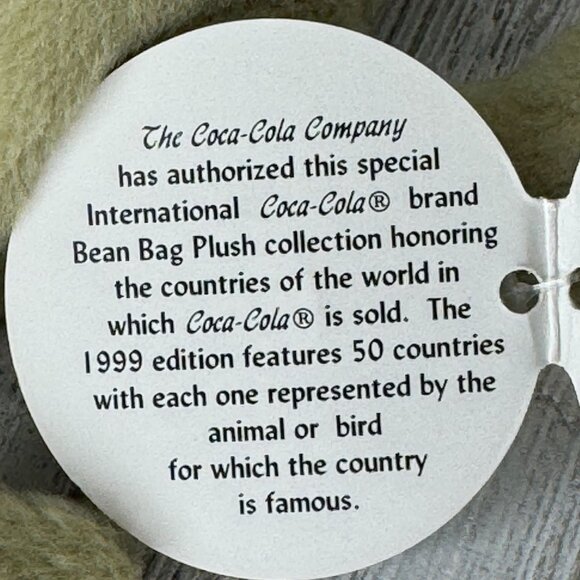 The Coca-Cola Company
has authorized this special
International Coca-Cola® brand
Bean Bag Plush collection honoring
the countries of the world in
which Coca-Cola® is sold. The
1999 edition features 50 countries
with each one represented by the
animal or bird
for which the country
is famous.